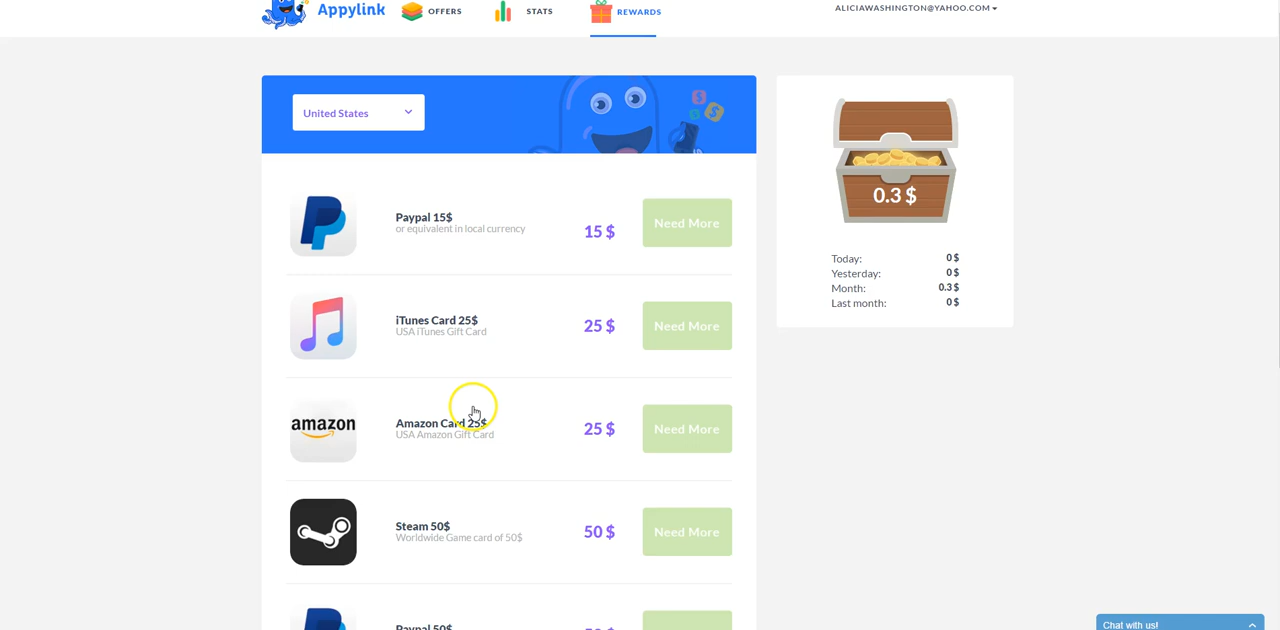 Appylink
OFFERS
STATS
REWARDS
ALICIAWASHINGTON@YAHOO.COM
United States
0.3 $
Paypal 15$
or equivalent in local currency
15 $
Need More
Today: 0 $
Yesterday: 0 $
Month: 0.3 $
Last month: 0 $
iTunes Card 25$
USA iTunes Gift Card
25 $
Need More
amazon
Amazon Card 25$
USA Amazon Gift Card
25 $
Need More
Steam 50$
Worldwide Game card of 50$
50 $
Need More
Paypal 50$
Chat with us!